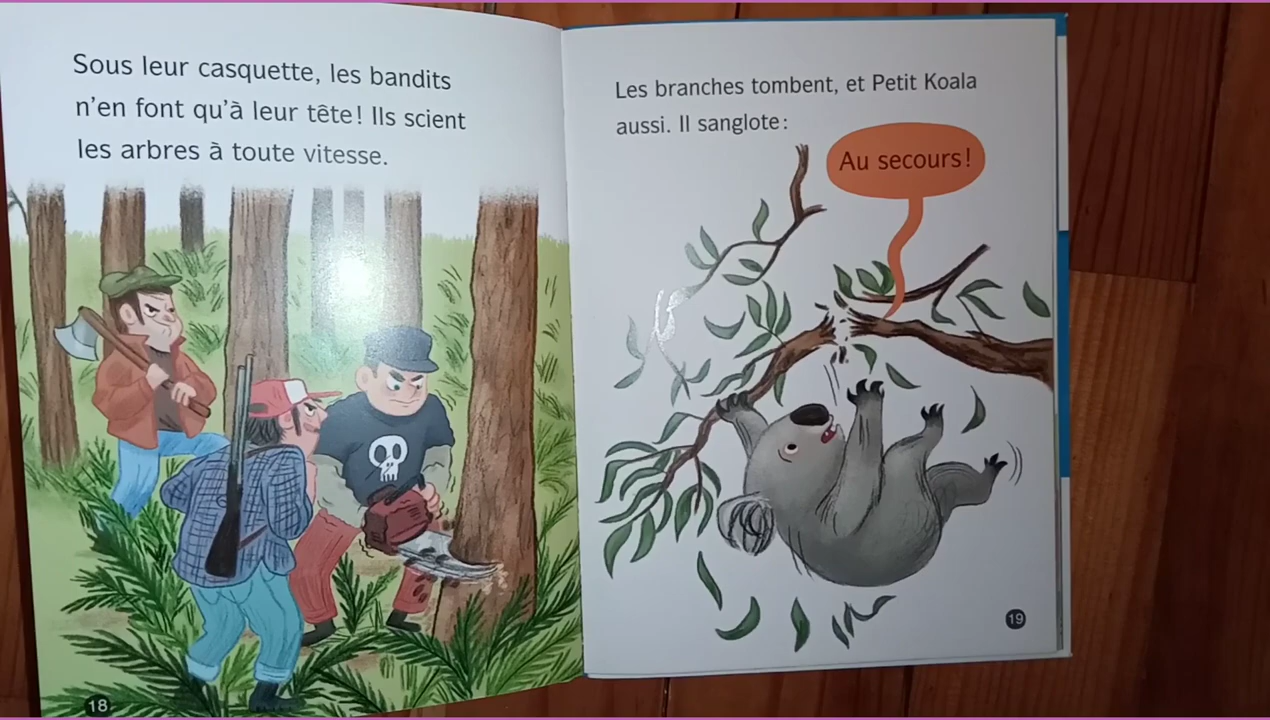 Sous leur casquette, les bandits
n'en font qu'à leur tête! Ils scient
les arbres à toute vitesse.
18
Les branches tombent, et Petit Koala
aussi. Il sanglote:
Au secours!
19